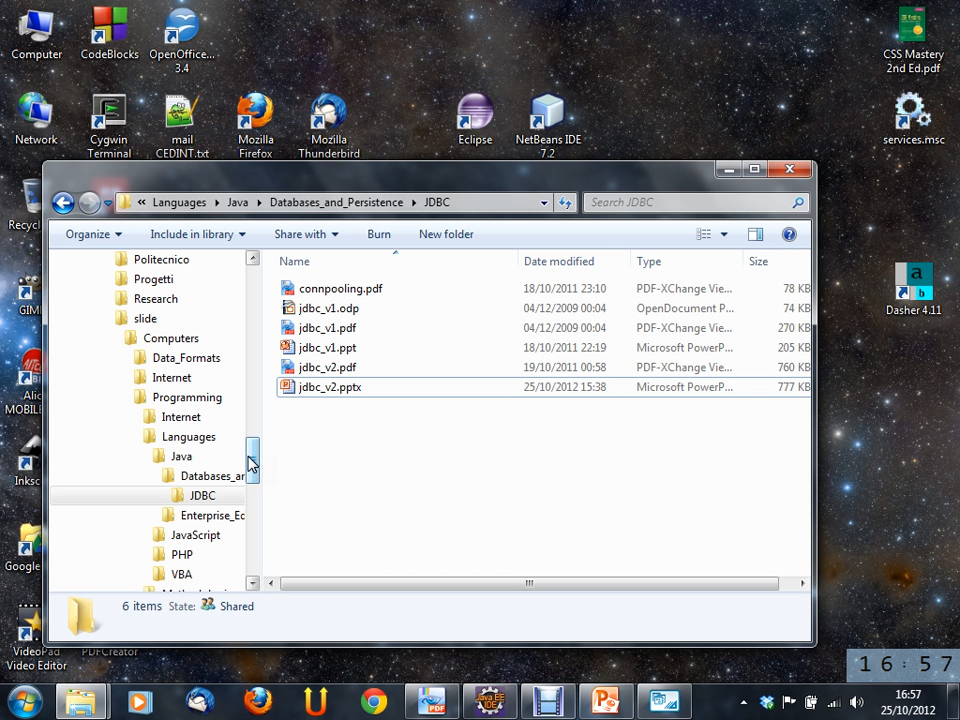 Computer
CodeBlocks
OpenOffice...
3.4
CSS Mastery
2nd Ed.pdf
Network
Cygwin
Terminal
mail
CEDINT.txt
Mozilla
Firefox
Mozilla
Thunderbird
Eclipse
NetBeans IDE
7.2
services.msc
Dasher 4.11
« Languages Java Databases_and_Persistence JDBC
Search JDBC
Organize Include in library Share with Burn New folder
Politecnico
Progetti
Research
slide
Computers
Data_Formats
Internet
Programming
Internet
Languages
Java
Databases_ar
JDBC
Enterprise_Ec
JavaScript
PHP
VBA
Name Date modified Type Size
connpooling.pdf 18/10/2011 23:10 PDF-XChange Vie... 78 KB
jdbc_v1.odp 04/12/2009 00:04 OpenDocument P... 74 KB
jdbc_v1.pdf 04/12/2009 00:04 PDF-XChange Vie... 270 KB
jdbc_v1.ppt 18/10/2011 22:19 Microsoft PowerP... 205 KB
jdbc_v2.pdf 19/10/2011 00:58 PDF-XChange Vie... 760 KB
jdbc_v2.pptx 25/10/2012 15:38 Microsoft PowerP... 777 KB
6 items State: Shared
Recycl
GIM
Alic
MOBIL
Inksc
Google
VideoPad
Video Editor
PDFCreator
16:57
PDF
Java EE
IDE
16:57
25/10/2012